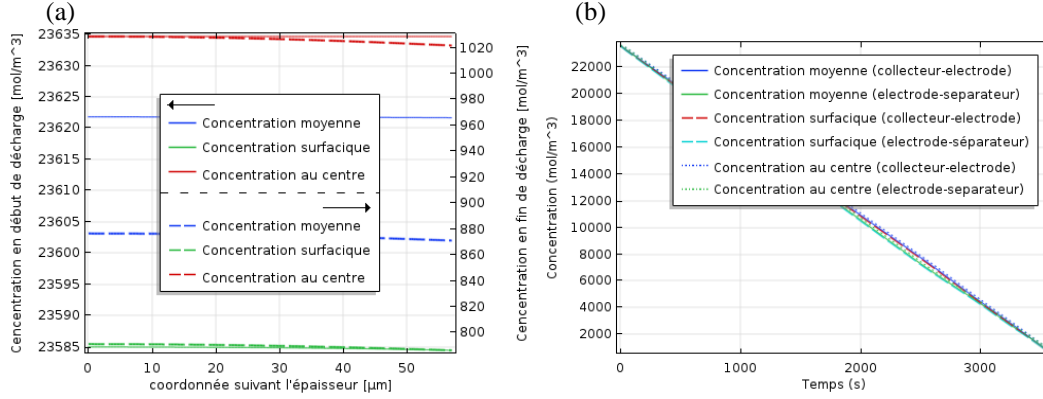 (a)
Cencentration en début de décharge [mol/m^3]
23635
23630
23625
23620
23615
23610
23605
23600
23595
23590
23585
Concentration moyenne
Concentration surfacique
Concentration au centre
Concentration moyenne
Concentration surfacique
Concentration au centre
1020
1000
980
960
940
920
900
880
860
840
820
800
Cencentration en fin de décharge [mol/m^3]
0
10
20
30
40
50
coordonnée suivant l'épaisseur [µm]
(b)
Concentration (mol/m^3)
22000
20000
18000
16000
14000
12000
10000
8000
6000
4000
2000
Concentration moyenne (collecteur-electrode)
Concentration moyenne (electrode-separateur)
Concentration surfacique (collecteur-electrode)
Concentration surfacique (electrode-séparateur)
Concentration au centre (collecteur-electrode)
Concentration au centre (electrode-separateur)
0
1000
2000
3000
Temps (s)